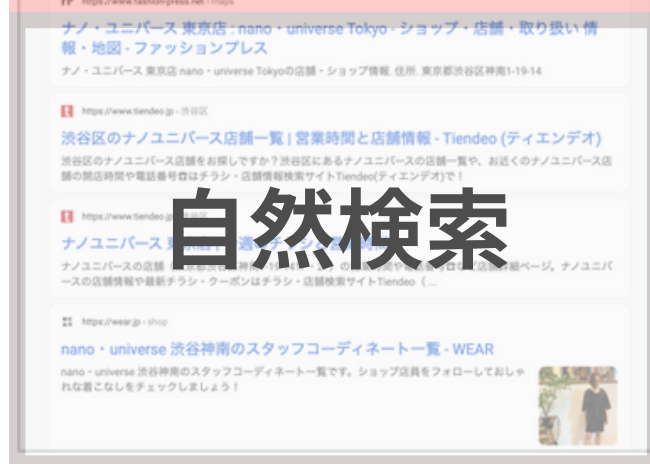 https://www.fashion-press.net › maps
ナノ・ユニバース 東京店 : nano・universe Tokyo - ショップ・店舗・取り扱い 情
報・地図 - ファッションプレス
ナノ・ユニバース 東京店 nano・universe Tokyoの店舗・ショップ情報. 住所. 東京都渋谷区神南1-19-14
https://www.tiendeo.jp › 渋谷区
渋谷区のナノユニバース店舗一覧 | 営業時間と店舗情報 - Tiendeo (ティエンデオ)
渋谷区のナノユニバース店舗をお探しですか？渋谷区にあるナノユニバースの店舗一覧や、お近くのナノユニバース店
舗の開店時間や電話番号☎はチラシ・店舗情報検索サイトTiendeo(ティエンデオ)で！
https://www.tiendeo.jp
自然検索
ナノユニバース
ナノユニバースの店舗
店舗詳細ページ。ナノユニバ
ースの店舗情報や最新チラシ・クーポンはチラシ・店舗検索サイトTiendeo（ ...
https://wear.jp › shop
nano・universe 渋谷神南のスタッフコーディネート一覧 - WEAR
nano・universe 渋谷神南のスタッフコーディネート一覧です。ショップ店員をフォローしておしゃ
れな着こなしをチェックしましょう！